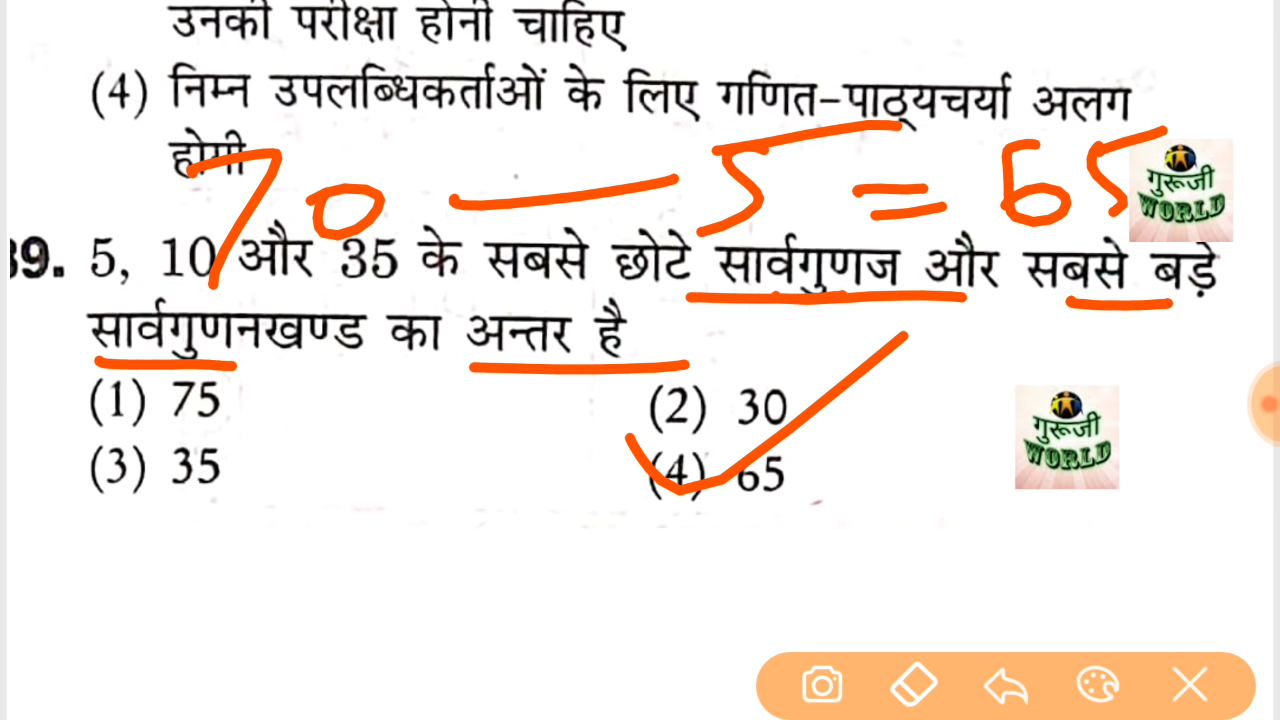 उनकी परीक्षा होनी चाहिए
(4) निम्न उपलब्धिकर्ताओं के लिए गणित-पाठ्यचर्या अलग
होगी
70 — 5 = 65
गुरूजी
WORLD
39. 5, 10 और 35 के सबसे छोटे सार्वगुणज और सबसे बड़े
सार्वगुणनखण्ड का अन्तर है
(1) 75 (2) 30
(3) 35 (4) 65
गुरूजी
WORLD